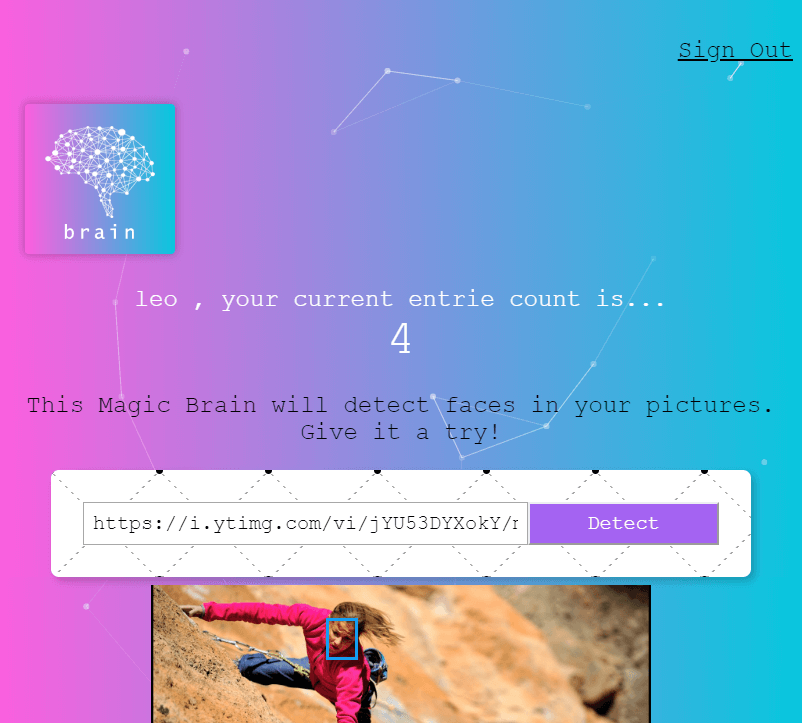 Sign Out
brain
leo , your current entrie count is...
4
This Magic Brain will detect faces in your pictures.
Give it a try!
https://i.ytimg.com/vi/jYU53DYXokY/
Detect